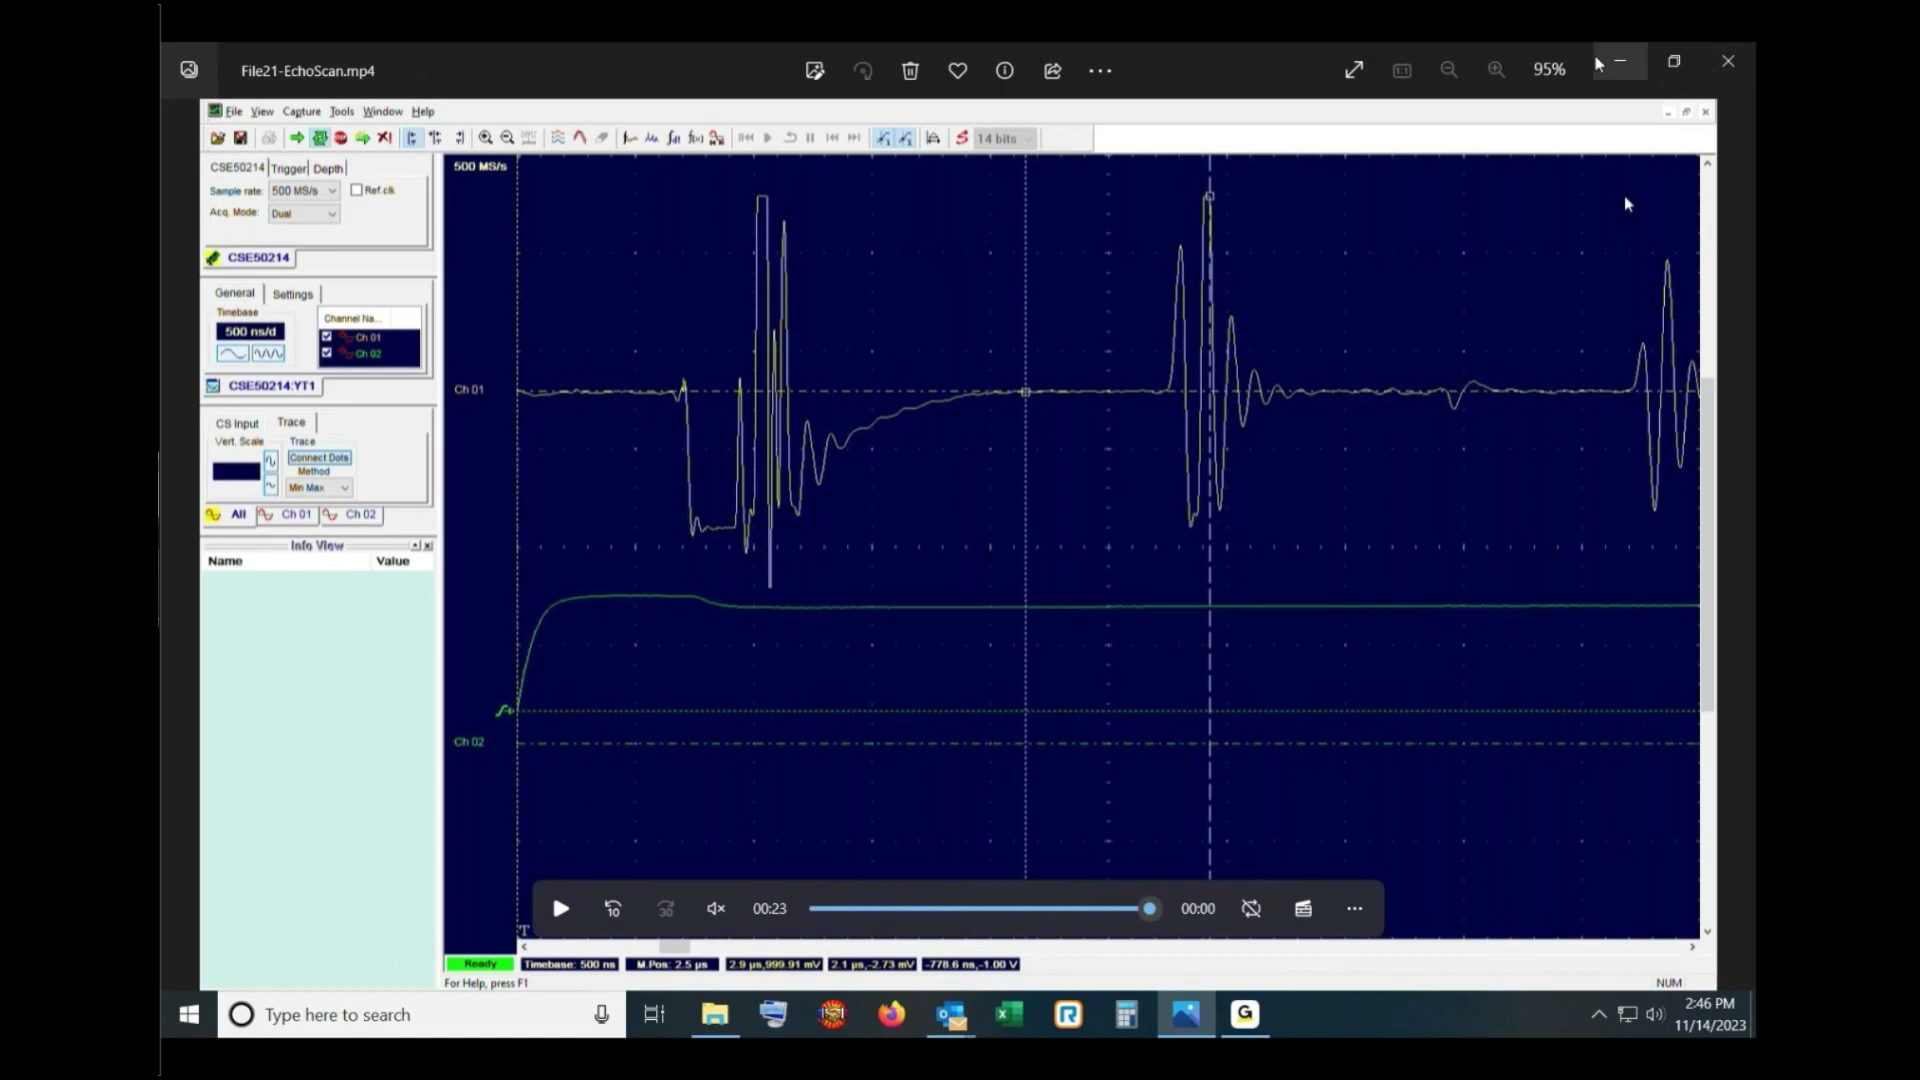 File21-EchoScan.mp4
95%
File View Capture Tools Window Help
14 bits
CSE50214 Trigger Depth
Sample rate: 500 MS/s Ref.clk
Acq. Mode: Dual
CSE50214
General Settings
Timebase
500 ns/d
Channel Na...
Ch 01
Ch 02
CSE50214:YT1
CS Input Trace
Vert. Scale Trace
Connect Dots
Method
Min Max
All Ch 01 Ch 02
Info View
Name Value
500 MS/s
Ch 01
Ch 02
T
10 30 00:23 00:00
Ready Timebase: 500 ns M.Pos: 2.5 µs 2.9 µs,999.91 mV 2.1 µs,-2.73 mV -778.6 ns,-1.00 V
For Help, press F1 NUM
Type here to search
2:46 PM
11/14/2023